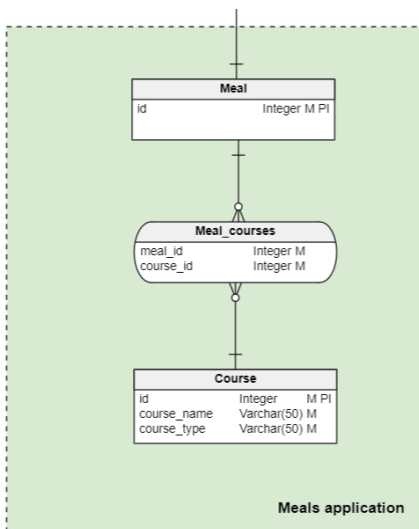 Meal
id Integer M PI
Meal_courses
meal_id Integer M
course_id Integer M
Course
id Integer M PI
course_name Varchar(50) M
course_type Varchar(50) M
Meals application